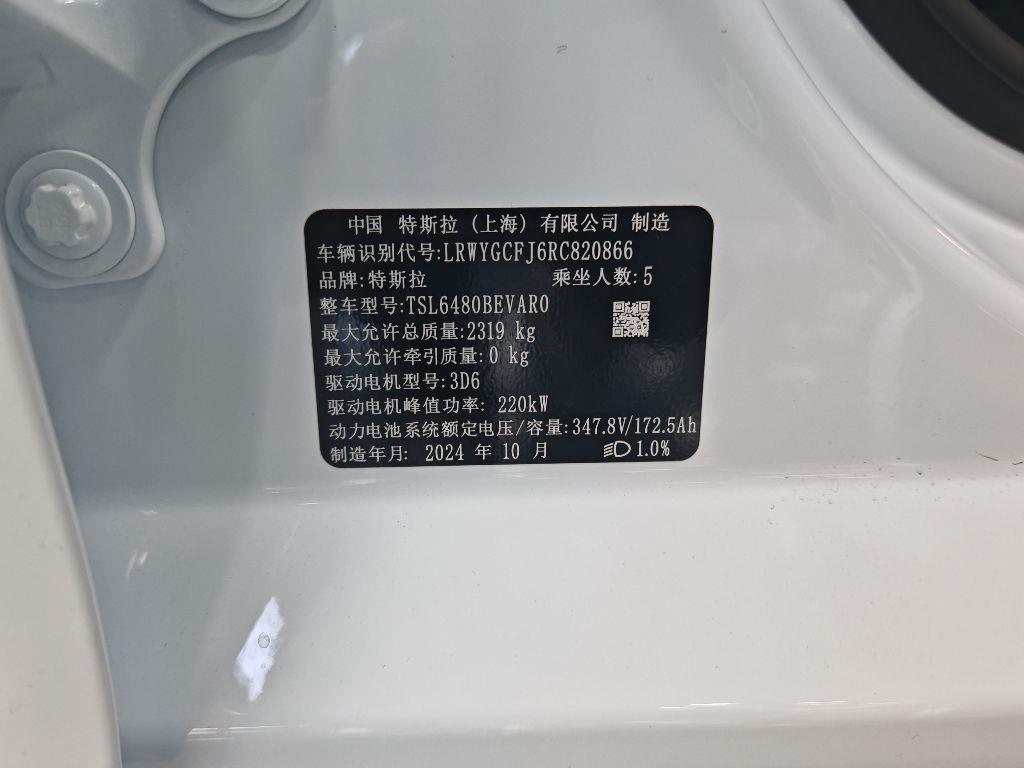 中国 特斯拉（上海）有限公司 制造
车辆识别代号:LRWYGCFJ6RC820866
品牌:特斯拉 乘坐人数:5
整车型号:TSL6480BEVAR0
最大允许总质量:2319 kg
最大允许牵引质量:0 kg
驱动电机型号:3D6
驱动电机峰值功率: 220kW
动力电池系统额定电压/容量:347.8V/172.5Ah
制造年月: 2024 年 10 月 1.0%